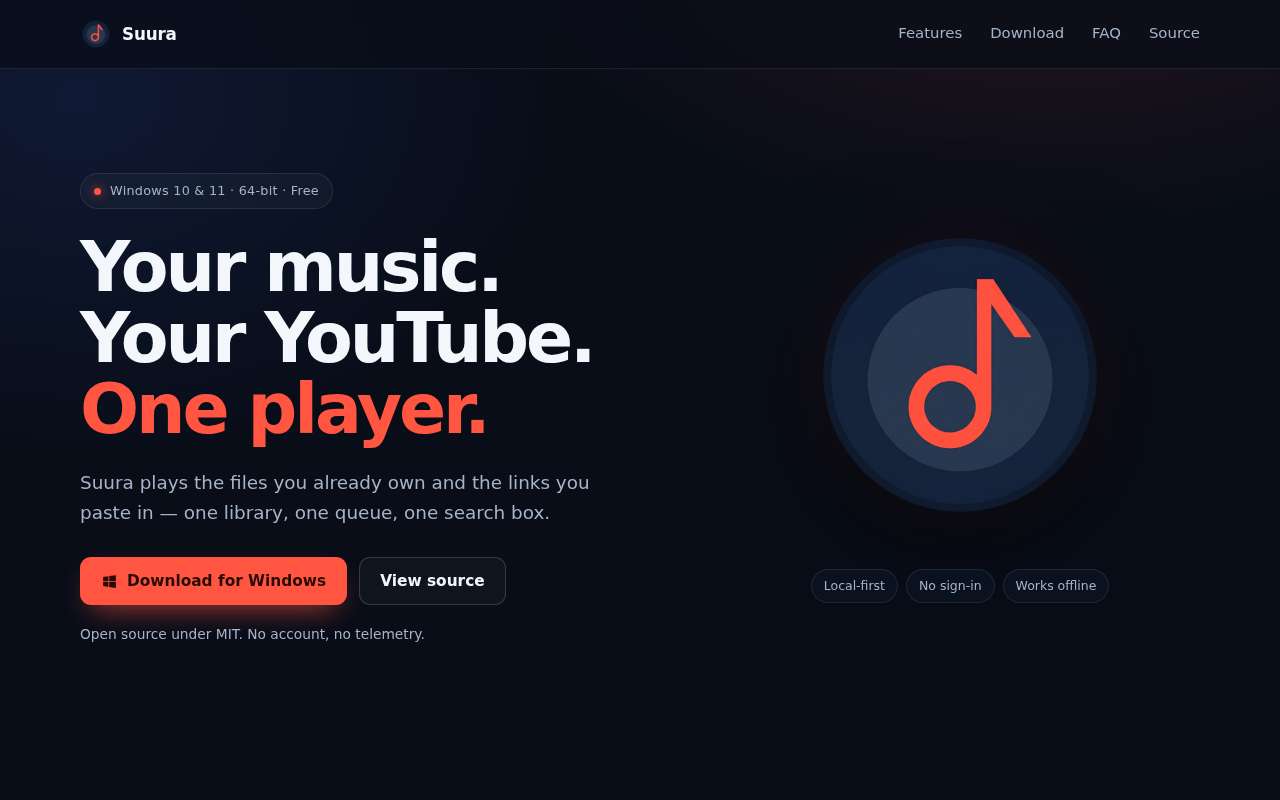 Suura
Features
Download
FAQ
Source
Windows 10 & 11 · 64-bit · Free
Your music.
Your YouTube.
One player.
Suura plays the files you already own and the links you
paste in — one library, one queue, one search box.
Download for Windows
View source
Open source under MIT. No account, no telemetry.
Local-first
No sign-in
Works offline